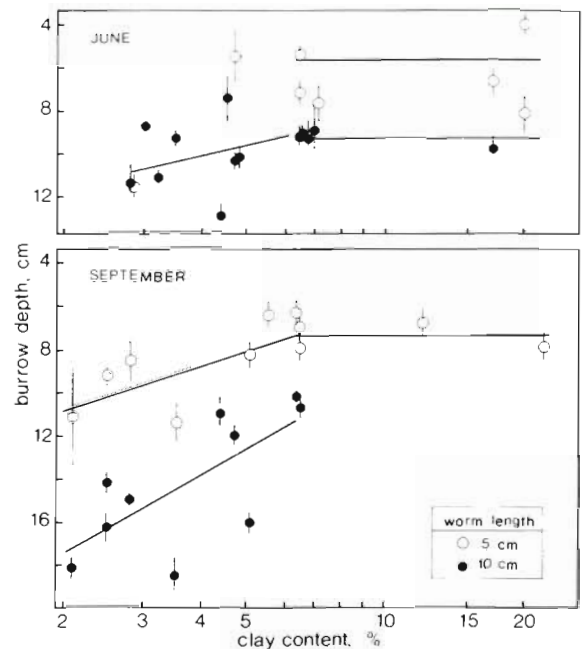 JUNE
4
8
12
SEPTEMBER
4
8
12
16
burrow depth, cm
worm length
5 cm
10 cm
2 3 4 5 10 15 20
clay content, %